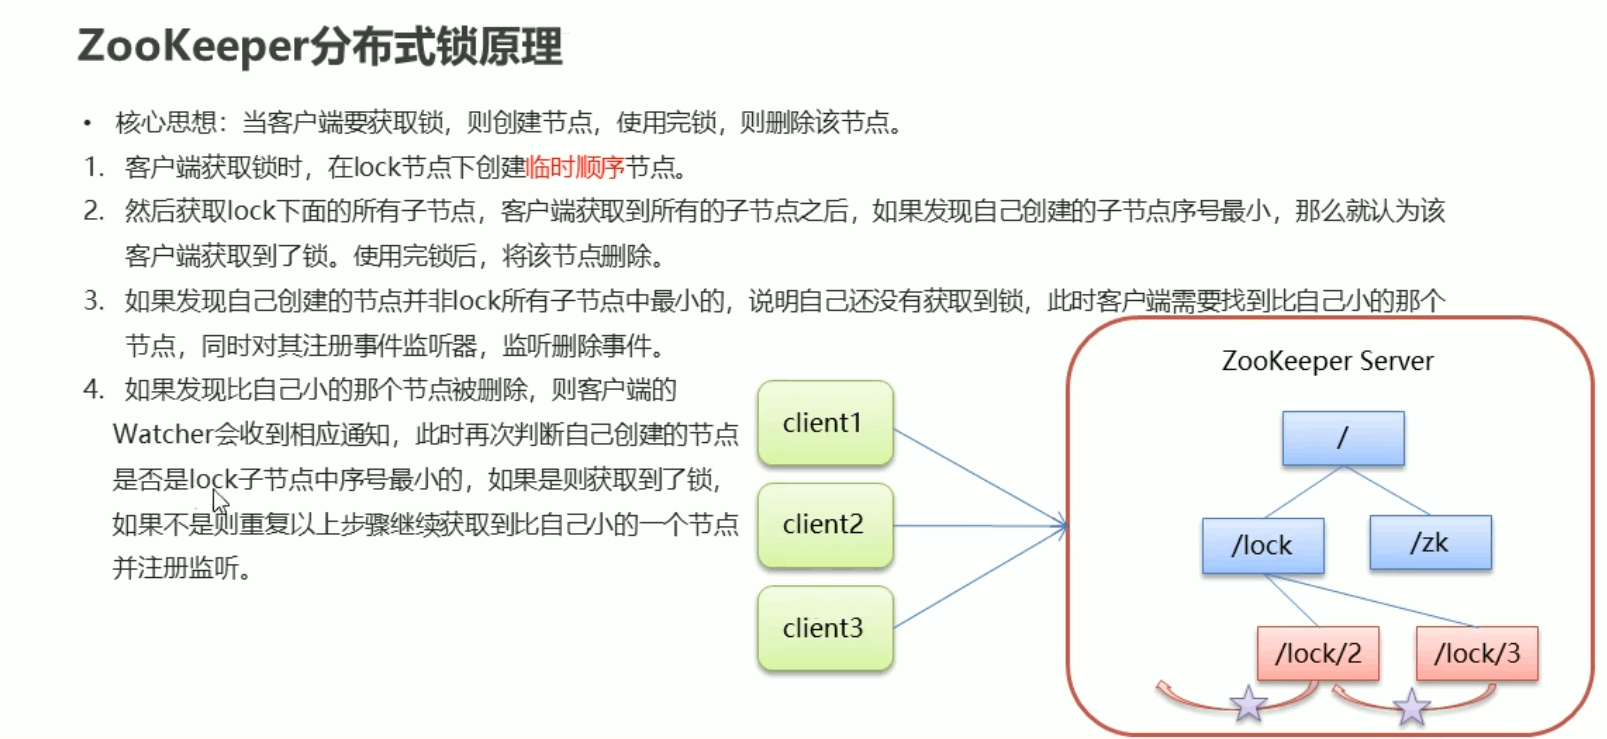 ZooKeeper分布式锁原理
• 核心思想：当客户端要获取锁，则创建节点，使用完锁，则删除该节点。
1. 客户端获取锁时，在lock节点下创建临时顺序节点。
2. 然后获取lock下面的所有子节点，客户端获取到所有的子节点之后，如果发现自己创建的子节点序号最小，那么就认为该
客户端获取到了锁。使用完锁后，将该节点删除。
3. 如果发现自己创建的节点并非lock所有子节点中最小的，说明自己还没有获取到锁，此时客户端需要找到比自己小的那个
节点，同时对其注册事件监听器，监听删除事件。
4. 如果发现比自己小的那个节点被删除，则客户端的
Watcher会收到相应通知，此时再次判断自己创建的节点
是否是lock子节点中序号最小的，如果是则获取到了锁，
如果不是则重复以上步骤继续获取到比自己小的一个节点
并注册监听。
client1
client2
client3
ZooKeeper Server
/
/lock
/zk
/lock/2
/lock/3